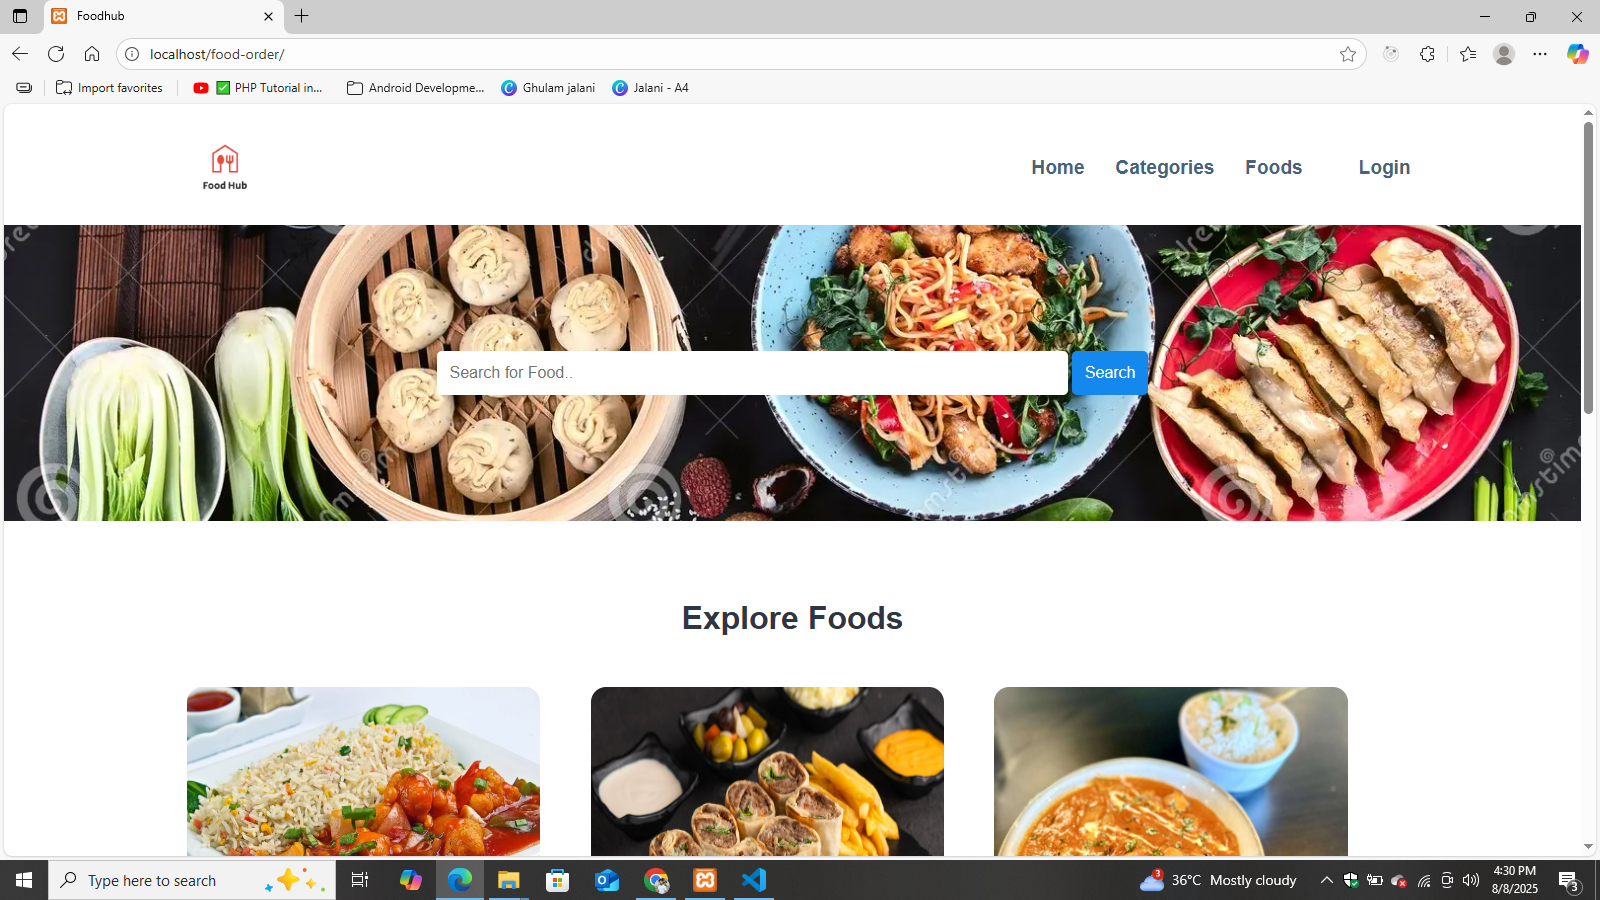 Foodhub
localhost/food-order/
Import favorites
PHP Tutorial in...
Android Developme...
Ghulam jalani
Jalani - A4
Food Hub
Home Categories Foods Login
Search for Food.. Search
Explore Foods
Type here to search
3
36°C Mostly cloudy
4:30 PM
8/8/2025
3